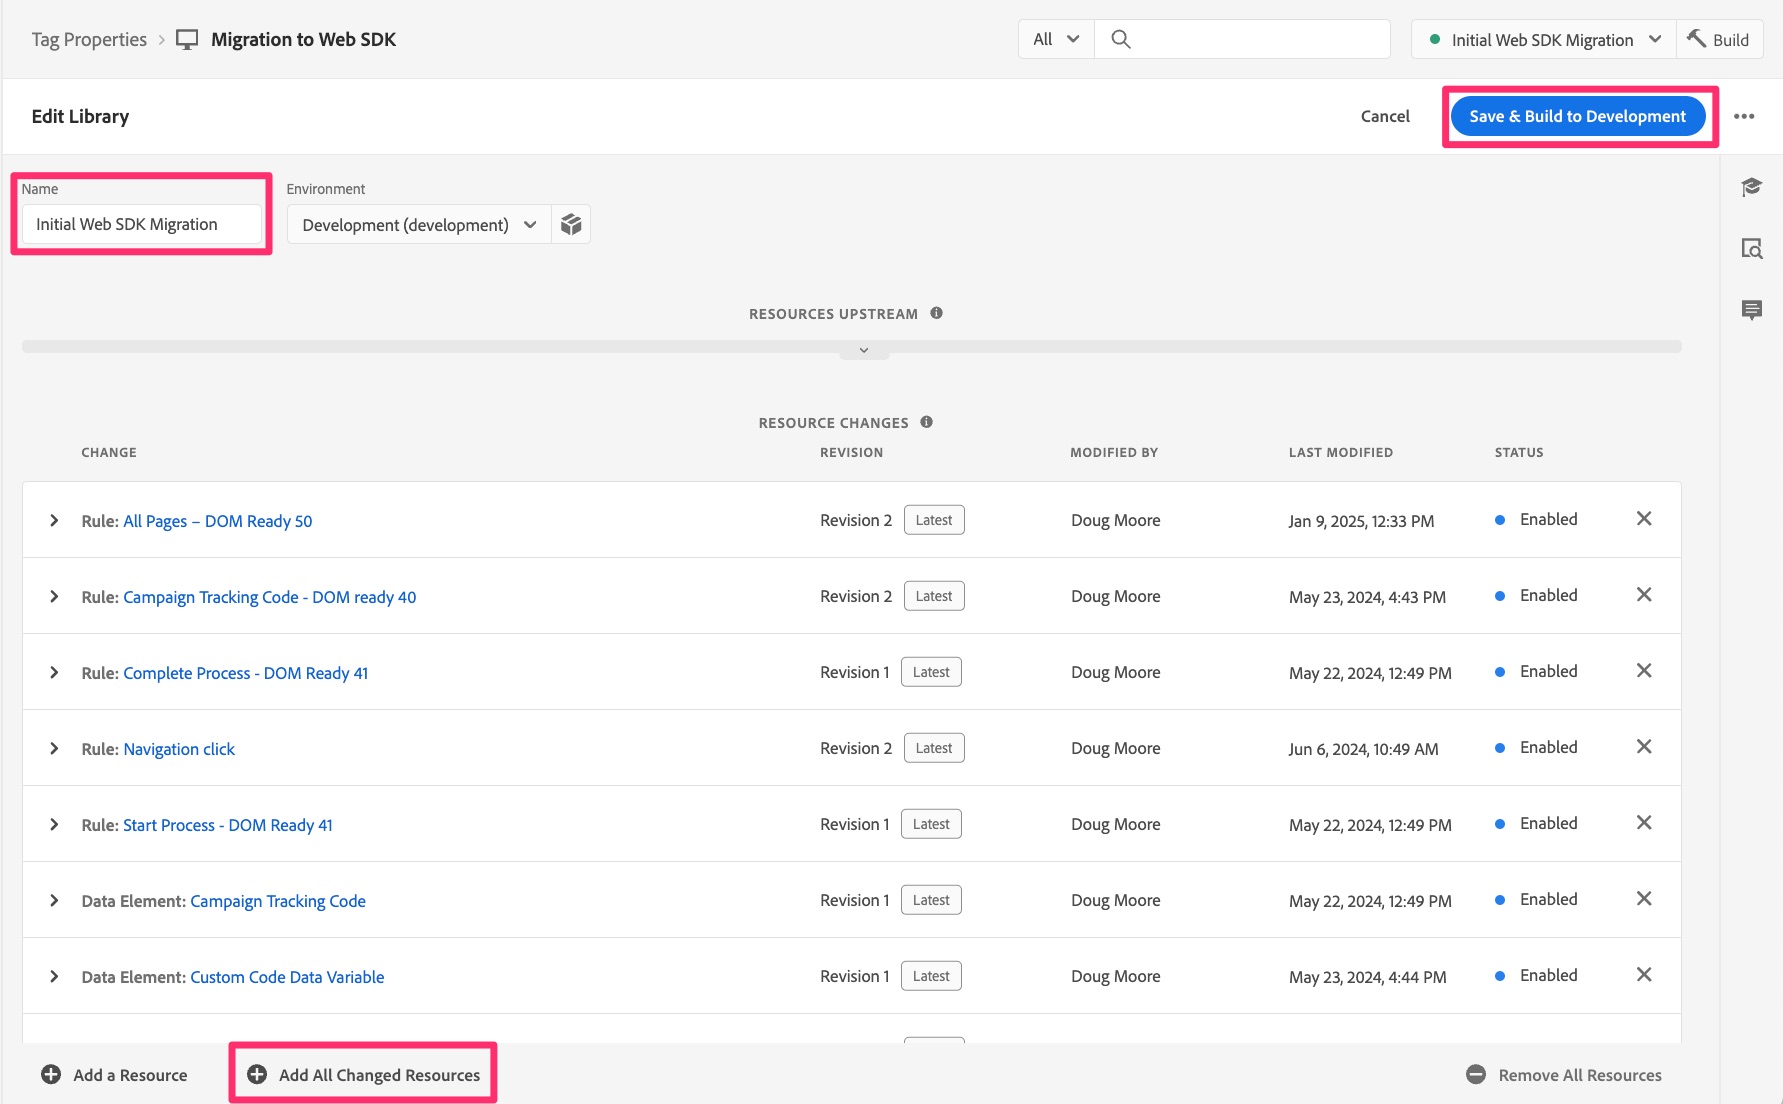 Tag Properties > Migration to Web SDK
All
Initial Web SDK Migration
Build
Edit Library
Cancel
Save & Build to Development
Name
Initial Web SDK Migration
Environment
Development (development)
RESOURCES UPSTREAM
RESOURCE CHANGES
CHANGE REVISION MODIFIED BY LAST MODIFIED STATUS
Rule: All Pages – DOM Ready 50 Revision 2 Latest Doug Moore Jan 9, 2025, 12:33 PM Enabled
Rule: Campaign Tracking Code - DOM ready 40 Revision 2 Latest Doug Moore May 23, 2024, 4:43 PM Enabled
Rule: Complete Process - DOM Ready 41 Revision 1 Latest Doug Moore May 22, 2024, 12:49 PM Enabled
Rule: Navigation click Revision 2 Latest Doug Moore Jun 6, 2024, 10:49 AM Enabled
Rule: Start Process - DOM Ready 41 Revision 1 Latest Doug Moore May 22, 2024, 12:49 PM Enabled
Data Element: Campaign Tracking Code Revision 1 Latest Doug Moore May 22, 2024, 12:49 PM Enabled
Data Element: Custom Code Data Variable Revision 1 Latest Doug Moore May 23, 2024, 4:44 PM Enabled
Add a Resource
Add All Changed Resources
Remove All Resources